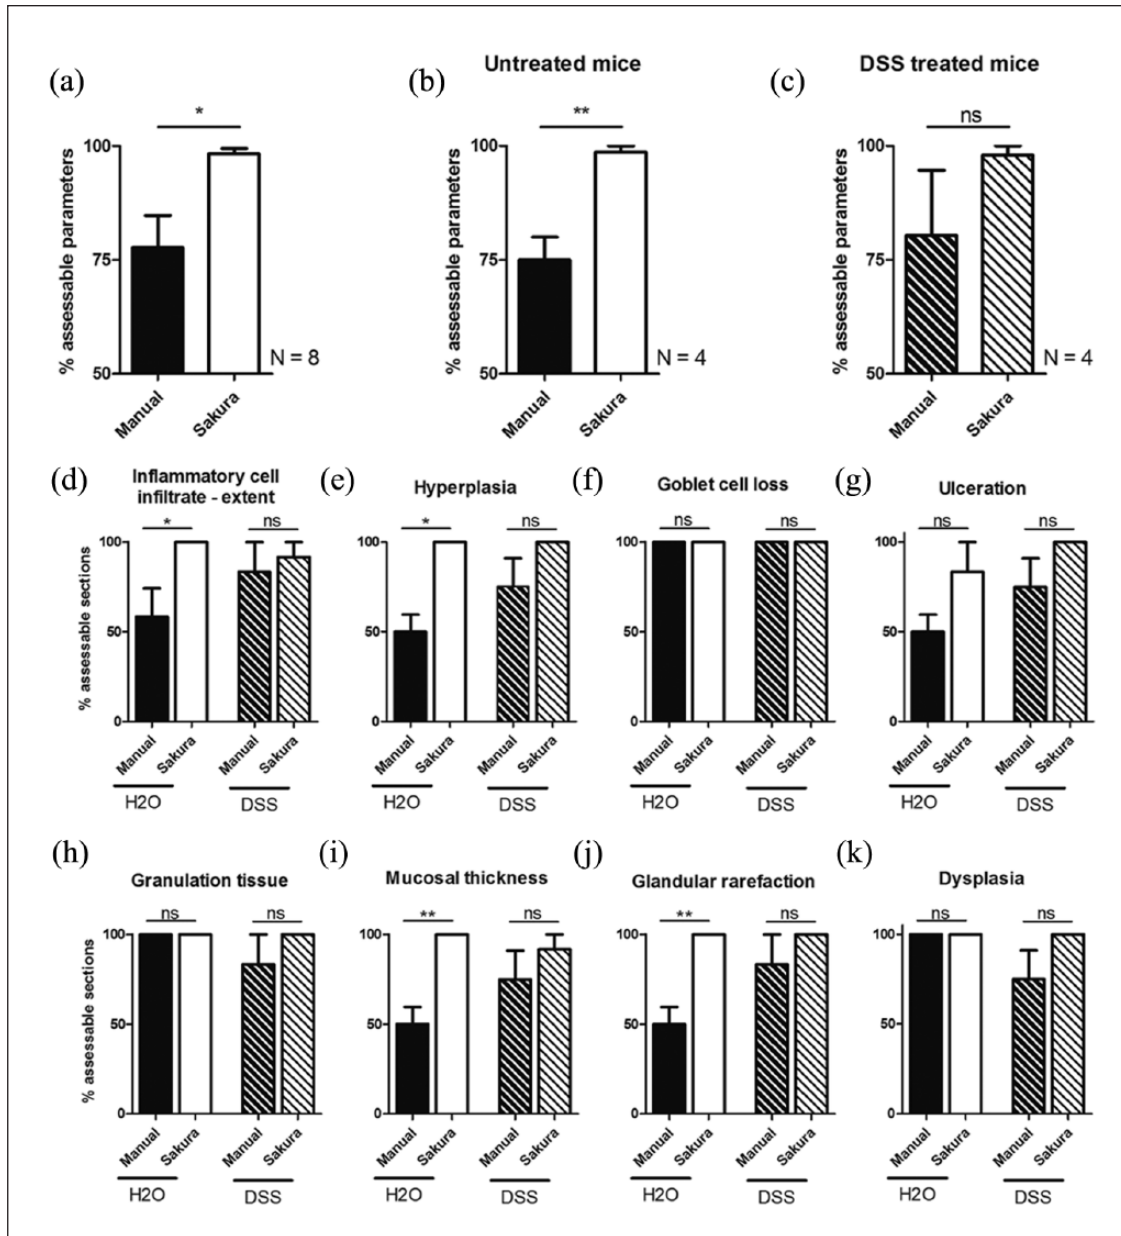 Untreated mice
DSS treated mice
(a)
(b)
(c)
*
**
ns
100
75
50
% assessable parameters
Manual
Sakura
N = 8
100
75
50
% assessable parameters
Manual
Sakura
N = 4
100
75
50
% assessable parameters
Manual
Sakura
N = 4
(d)
Inflammatory cell
infiltrate - extent
(e)
Hyperplasia
(f)
Goblet cell loss
(g)
Ulceration
* ns
100
50
0
% assessable sections
Manual
Sakura
Manual
Sakura
H2O
DSS
* ns
100
50
0
Manual
Sakura
Manual
Sakura
H2O
DSS
ns ns
100
50
0
Manual
Sakura
Manual
Sakura
H2O
DSS
ns ns
100
50
0
Manual
Sakura
Manual
Sakura
H2O
DSS
(h)
Granulation tissue
(i)
Mucosal thickness
(j)
Glandular rarefaction
(k)
Dysplasia
ns ns
100
50
0
% assessable sections
Manual
Sakura
Manual
Sakura
H2O
DSS
** ns
100
50
0
Manual
Sakura
Manual
Sakura
H2O
DSS
** ns
100
50
0
Manual
Sakura
Manual
Sakura
H2O
DSS
ns ns
100
50
0
Manual
Sakura
Manual
Sakura
H2O
DSS